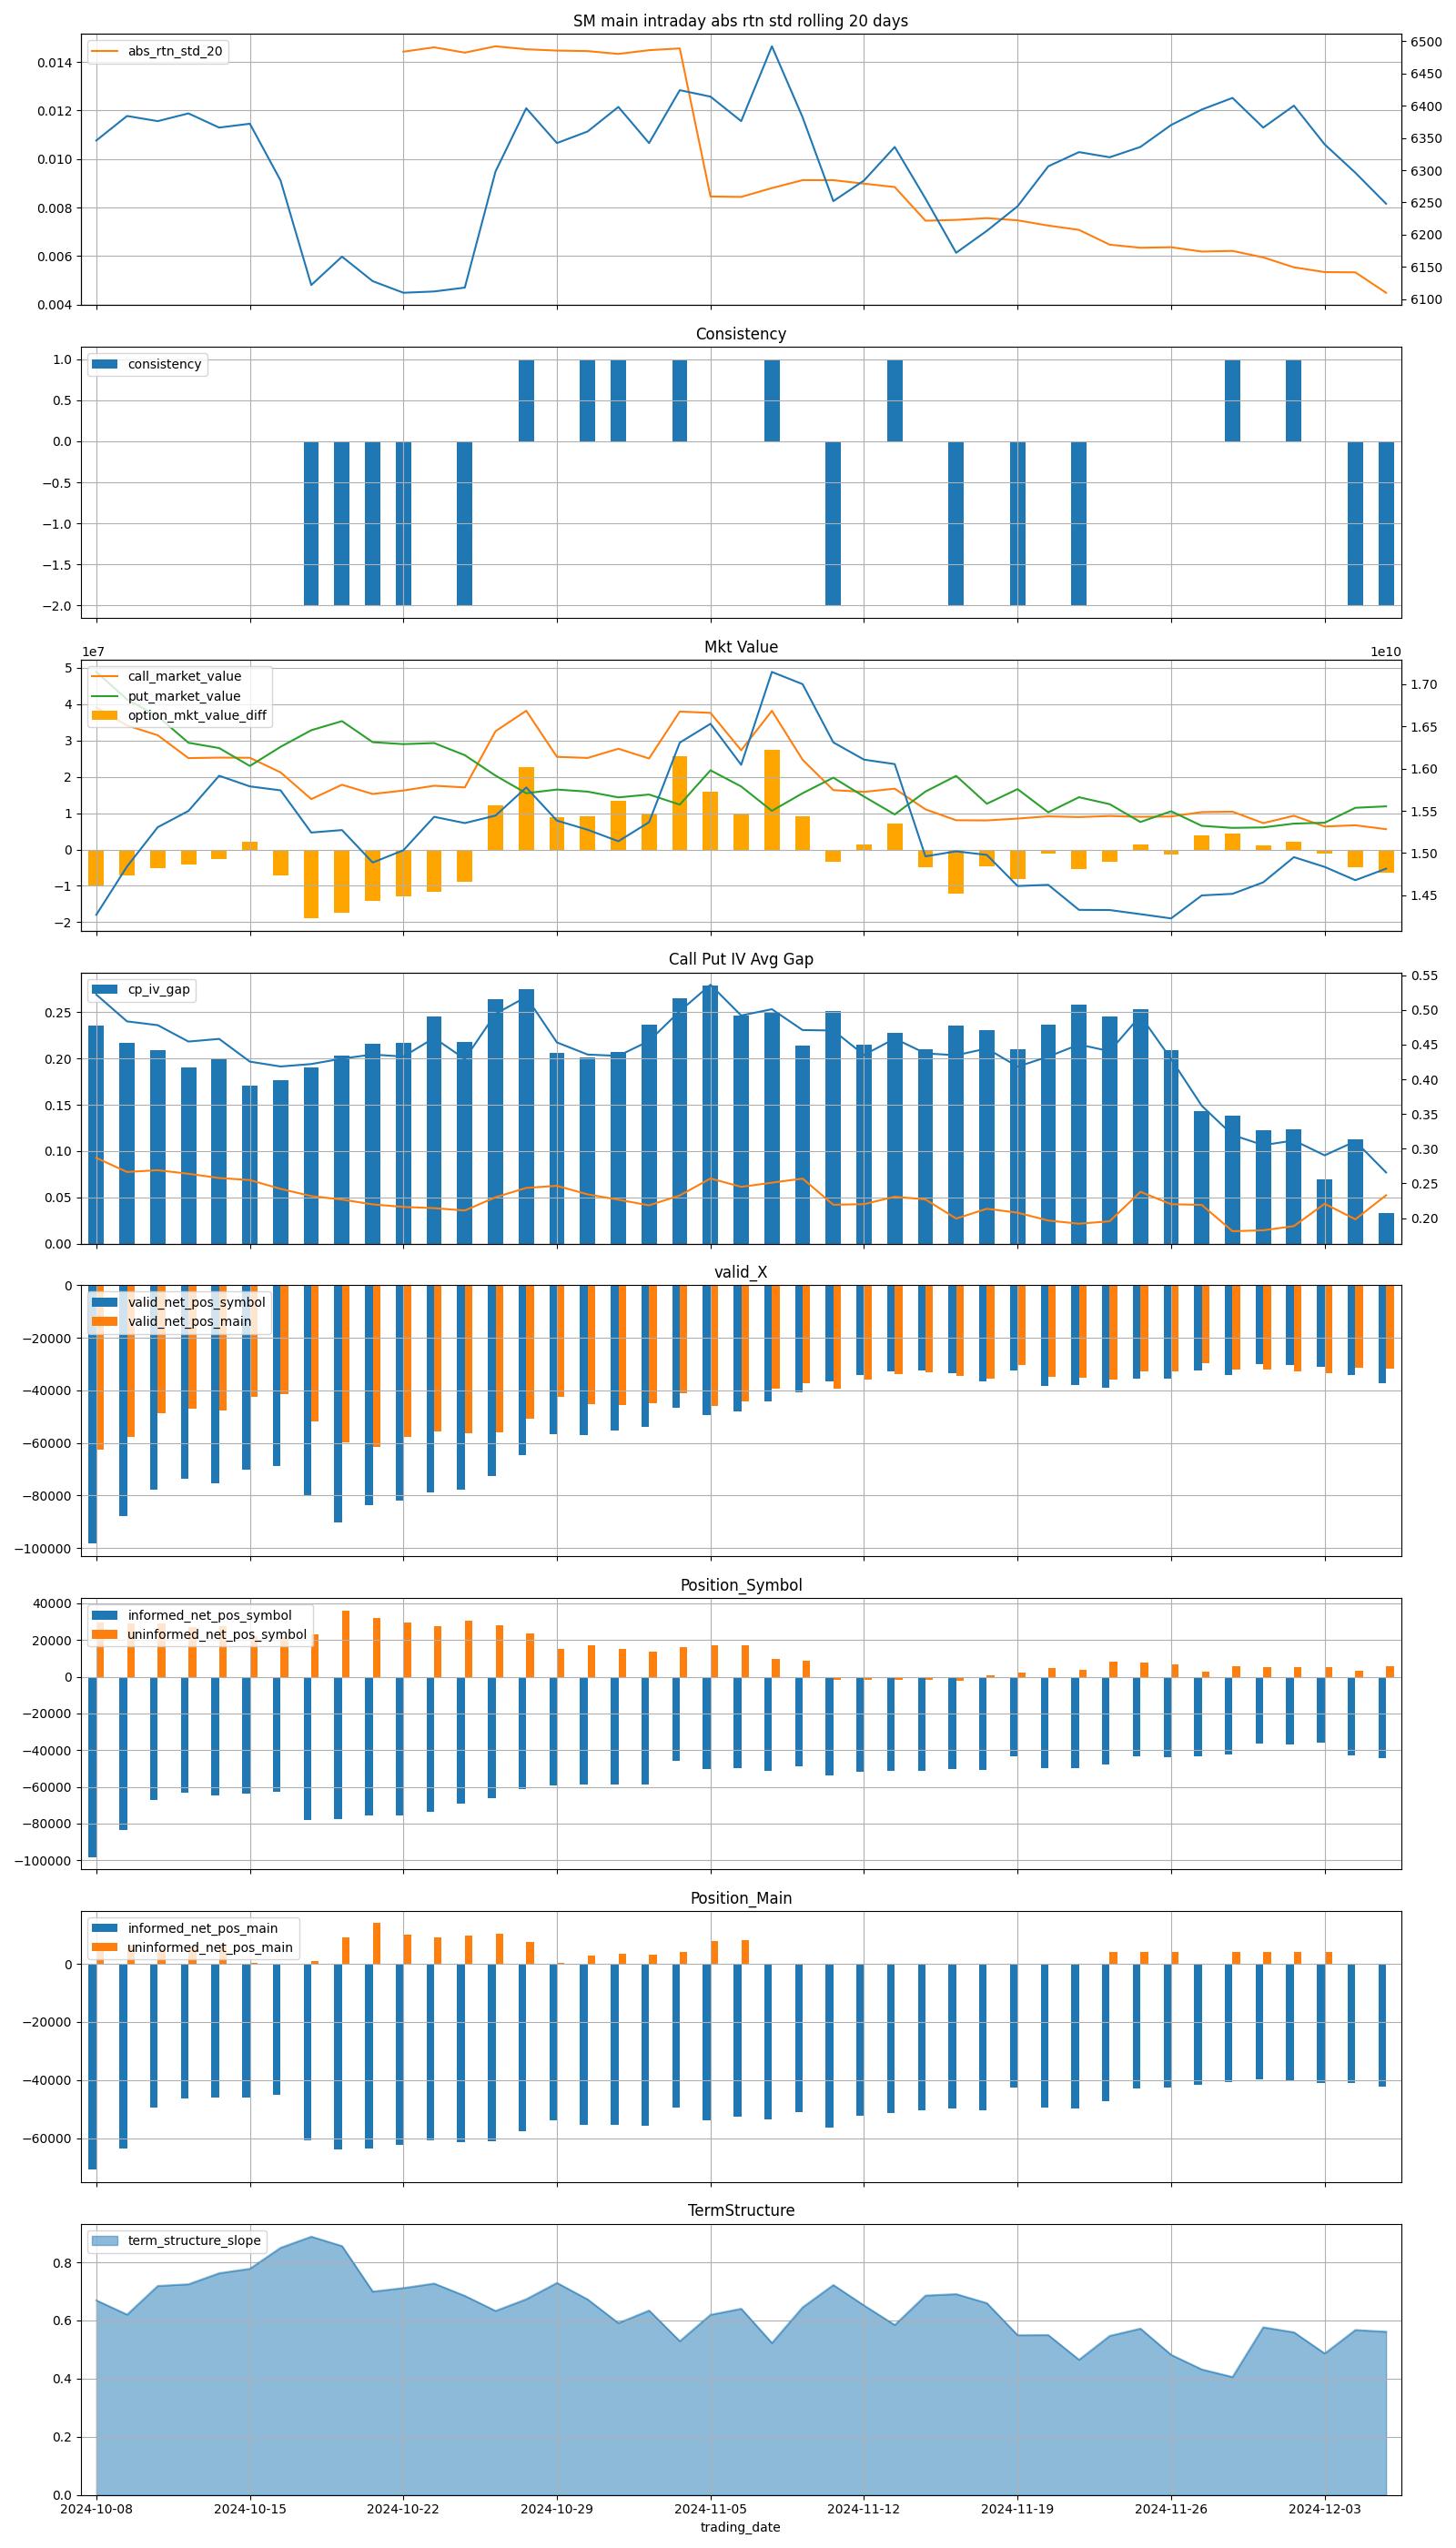 SM main intraday abs rtn std rolling 20 days
abs_rtn_std_20
0.014
0.012
0.010
0.008
0.006
0.004
6500
6450
6400
6350
6300
6250
6200
6150
6100
Consistency
consistency
1.0
0.5
0.0
−0.5
−1.0
−1.5
−2.0
Mkt Value
1e7
1e10
call_market_value
put_market_value
option_mkt_value_diff
5
4
3
2
1
0
−1
−2
1.70
1.65
1.60
1.55
1.50
1.45
Call Put IV Avg Gap
cp_iv_gap
0.25
0.20
0.15
0.10
0.05
0.00
0.55
0.50
0.45
0.40
0.35
0.30
0.25
0.20
valid_X
valid_net_pos_symbol
valid_net_pos_main
0
−20000
−40000
−60000
−80000
−100000
Position_Symbol
informed_net_pos_symbol
uninformed_net_pos_symbol
40000
20000
0
−20000
−40000
−60000
−80000
−100000
Position_Main
informed_net_pos_main
uninformed_net_pos_main
0
−20000
−40000
−60000
TermStructure
term_structure_slope
0.8
0.6
0.4
0.2
0.0
2024-10-08 2024-10-15 2024-10-22 2024-10-29 2024-11-05 2024-11-12 2024-11-19 2024-11-26 2024-12-03
trading_date